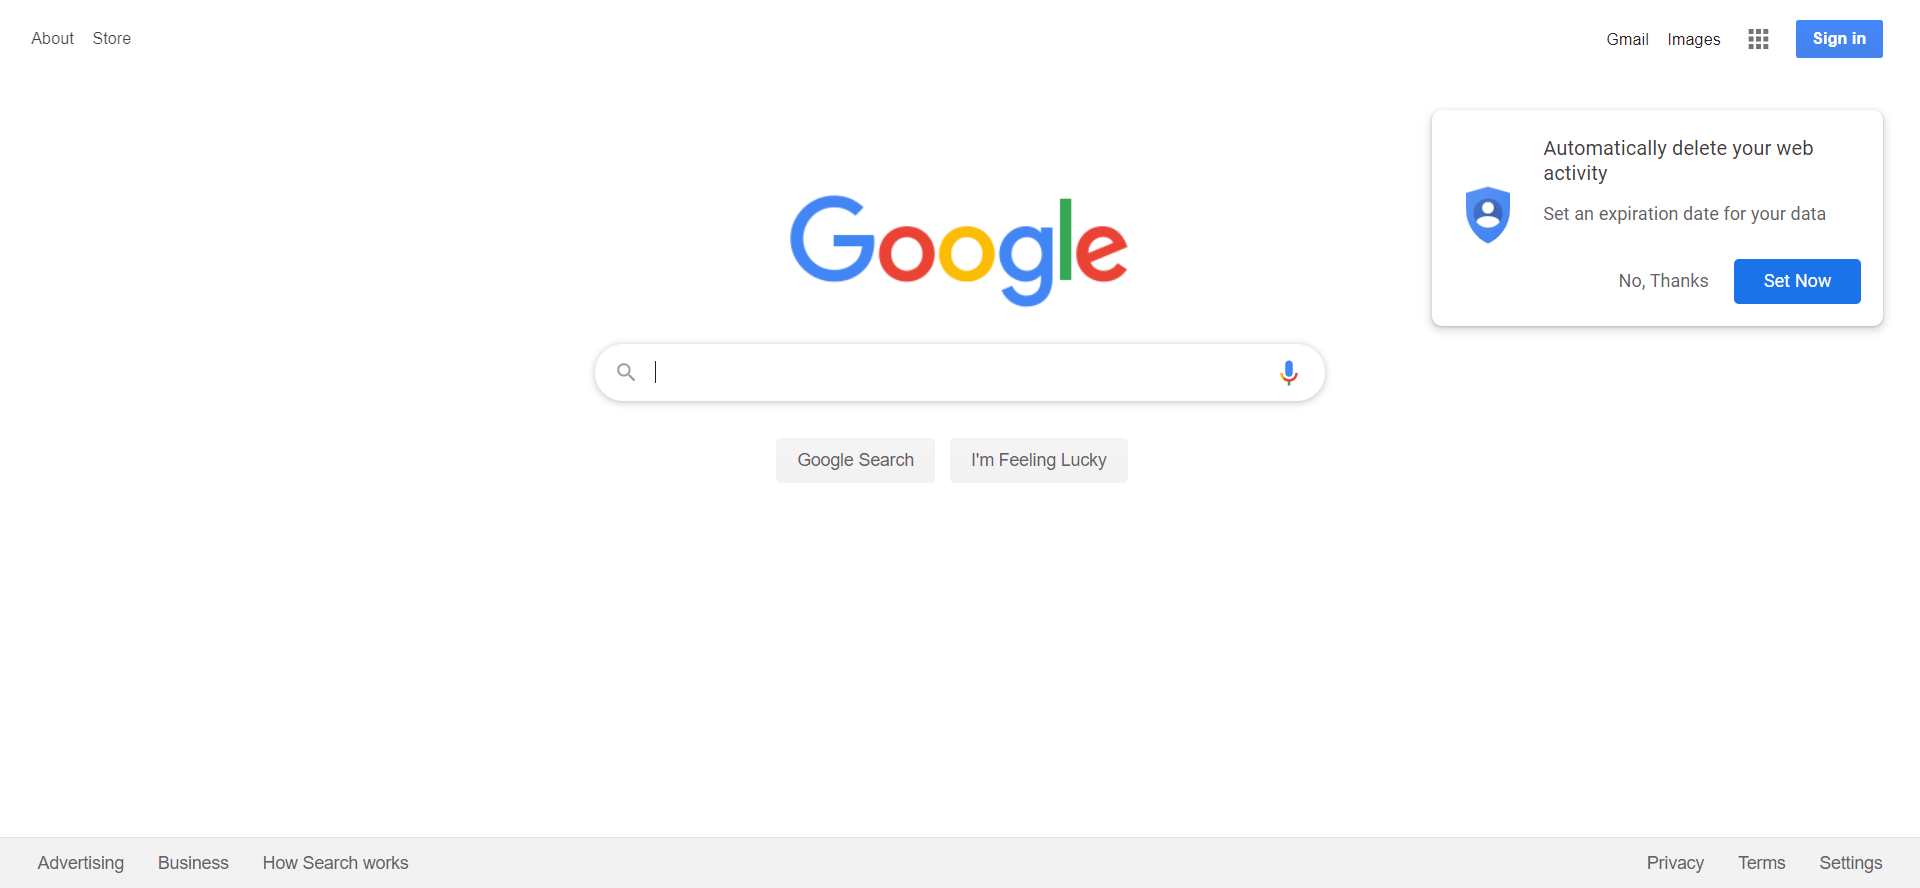 About Store
Gmail Images Sign in
Automatically delete your web
activity
Set an expiration date for your data
No, Thanks Set Now
Google
Google Search I'm Feeling Lucky
Advertising Business How Search works
Privacy Terms Settings